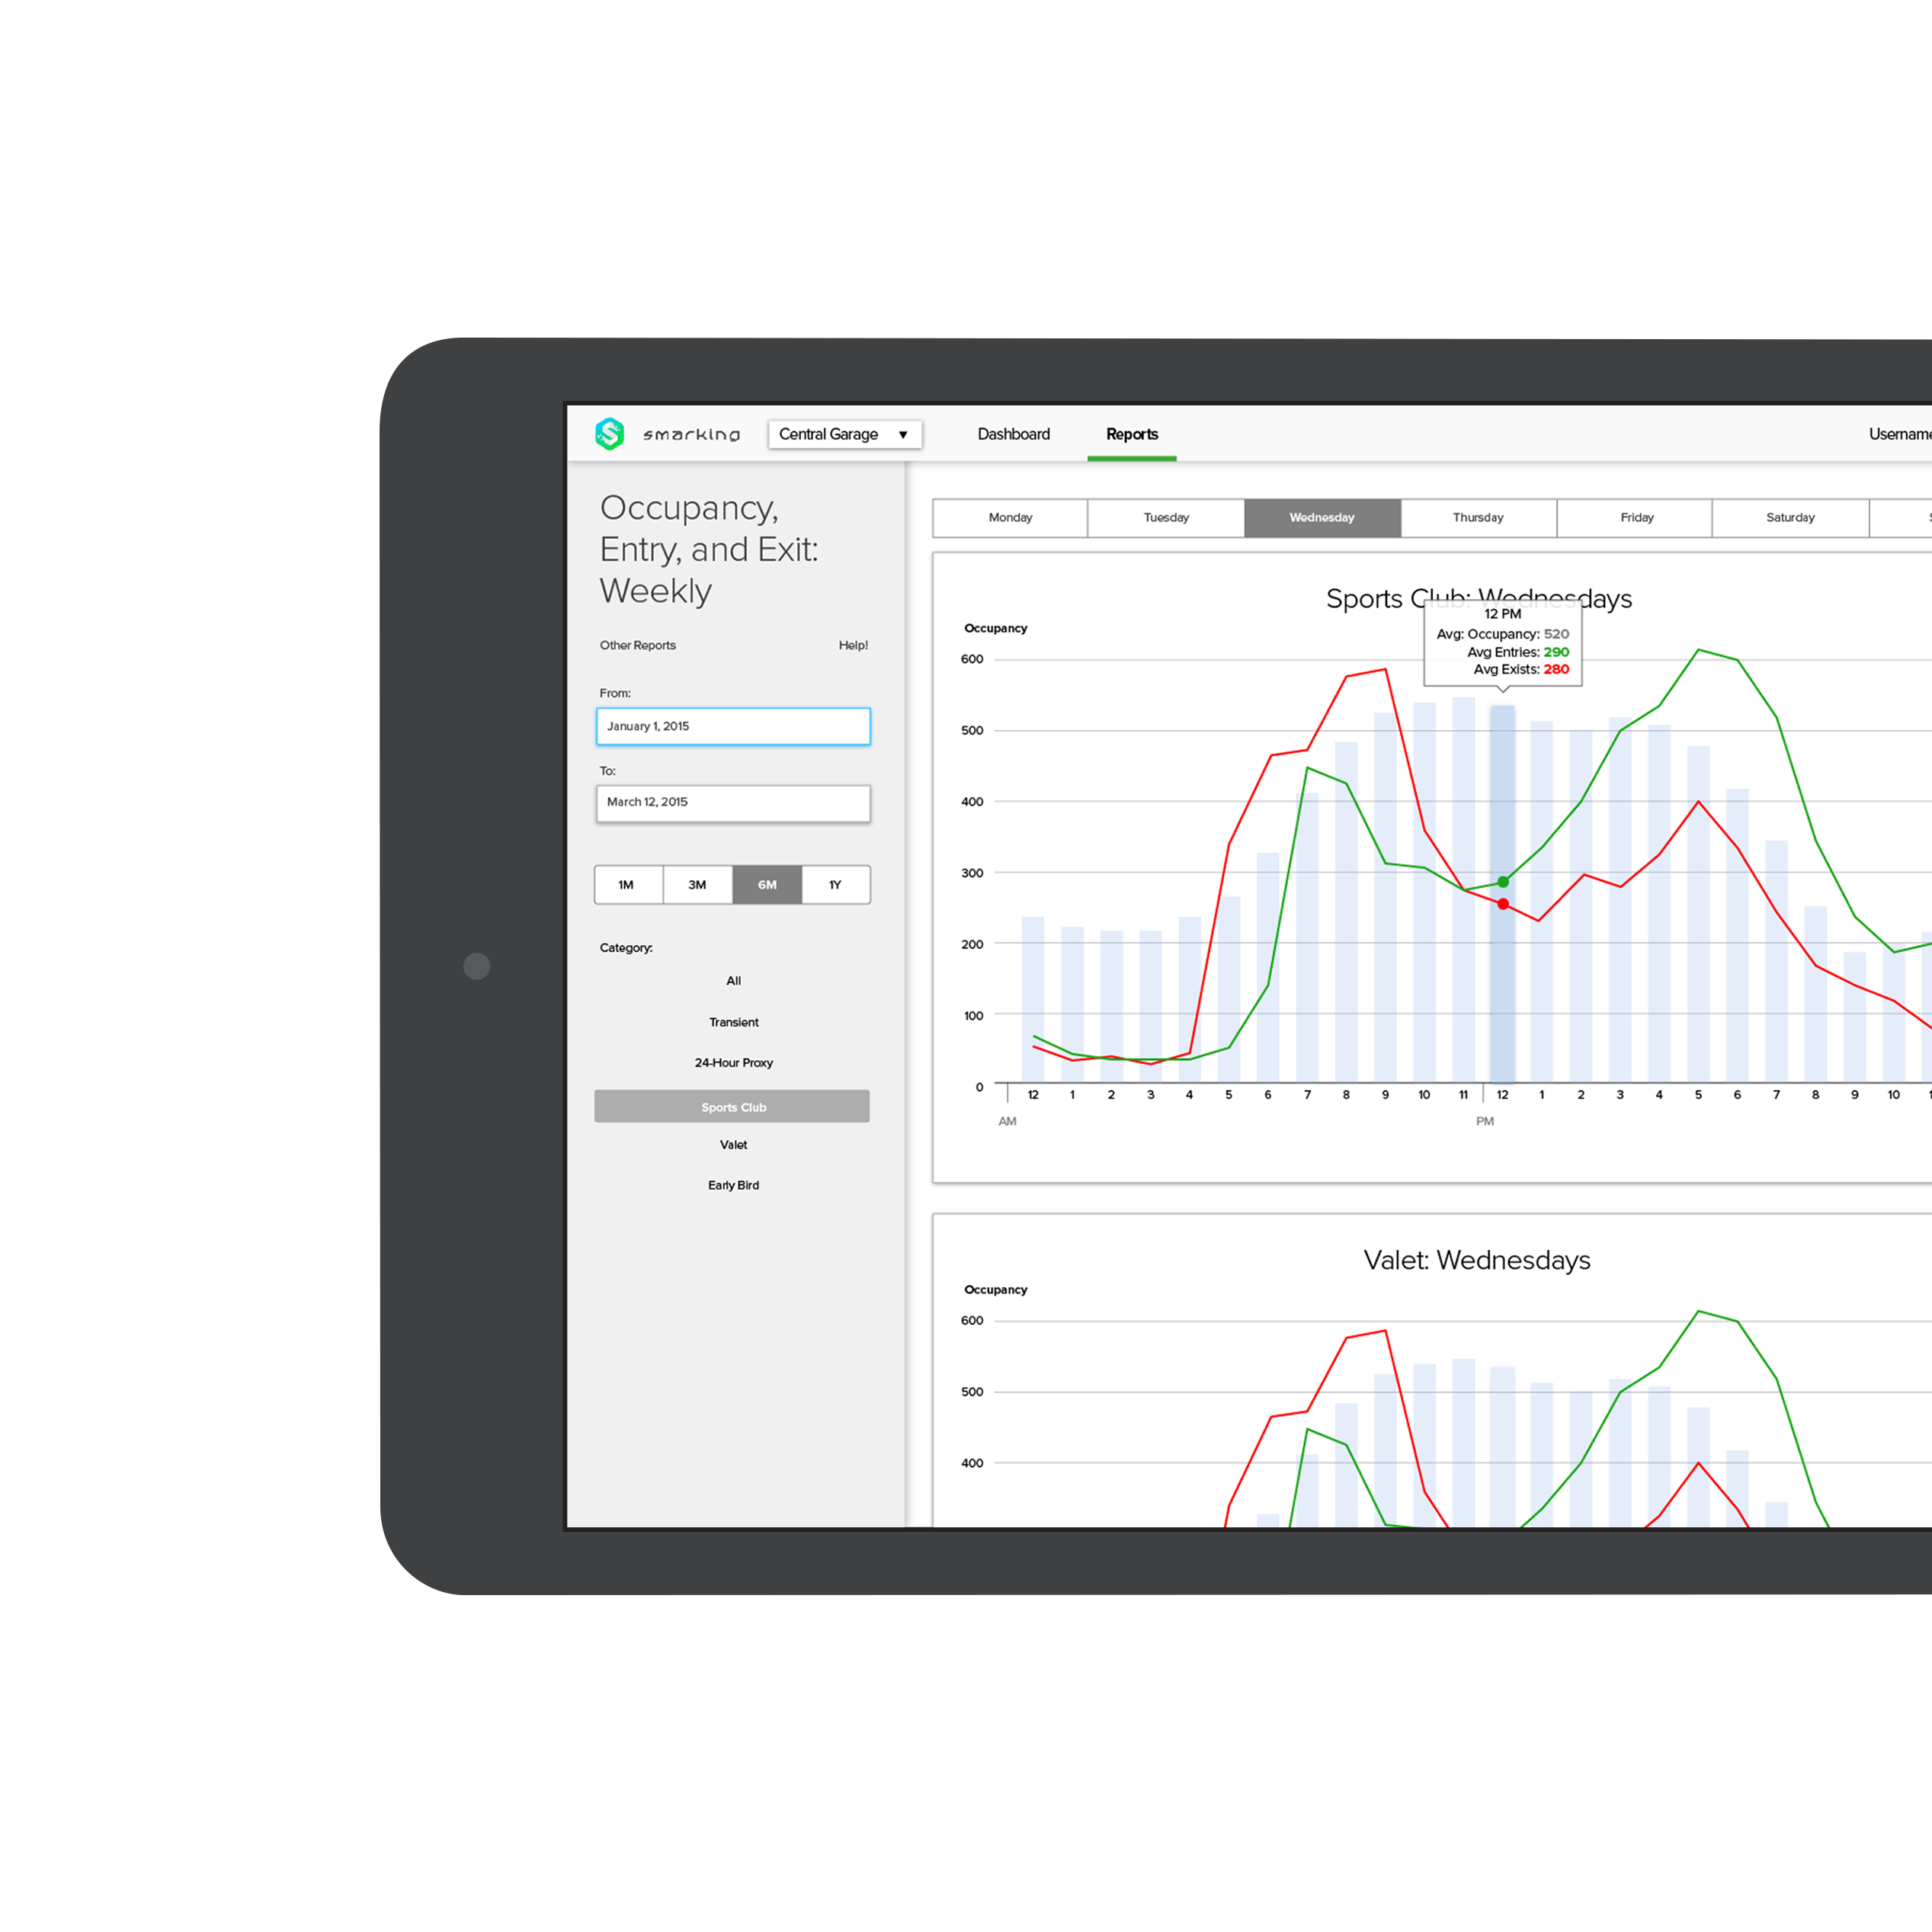 smarking
Central Garage ▼
Dashboard
Reports
Username
Occupancy,
Entry, and Exit:
Weekly
Other Reports
Help!
From:
January 1, 2015
To:
March 12, 2015
1M 3M 6M 1Y
Category:
All
Transient
24-Hour Proxy
Sports Club
Valet
Early Bird
Monday Tuesday Wednesday Thursday Friday Saturday
Sports Club: Wednesdays
12 PM
Avg: Occupancy: 520
Avg Entries: 290
Avg Exists: 280
Occupancy
600
500
400
300
200
100
0
12 1 2 3 4 5 6 7 8 9 10 11 12 1 2 3 4 5 6 7 8 9 10
AM PM
Valet: Wednesdays
Occupancy
600
500
400